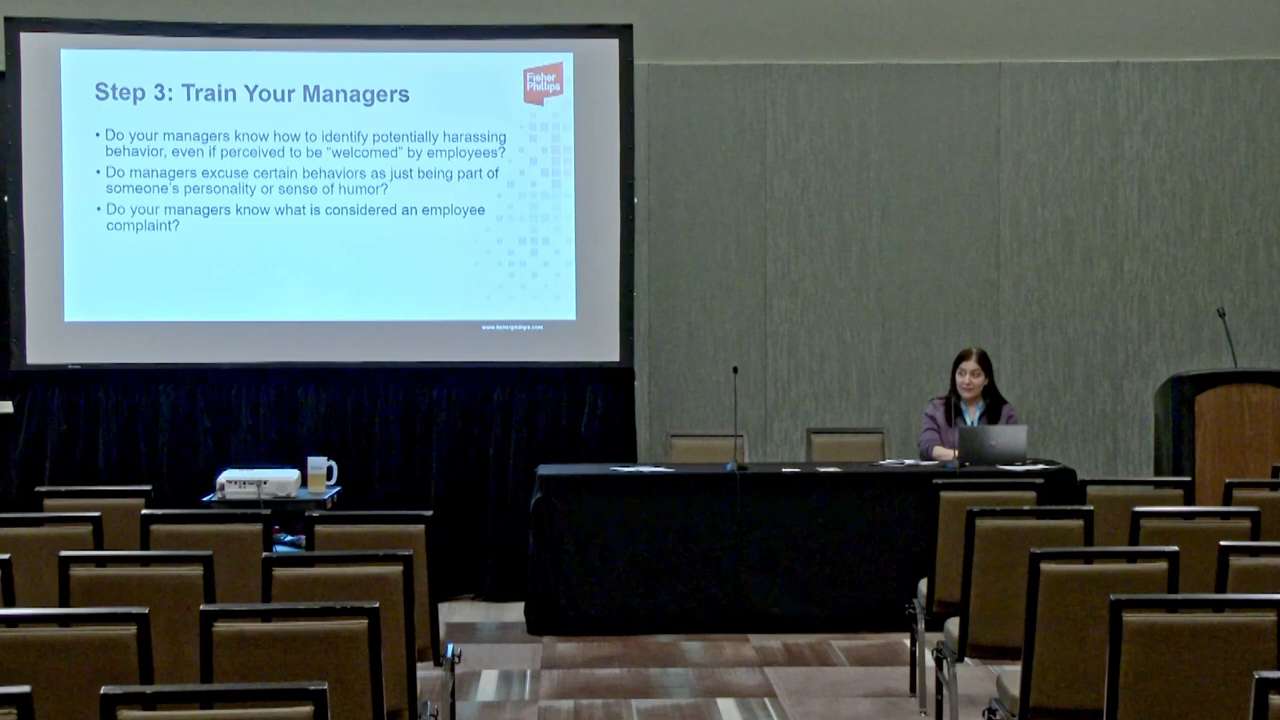 Fisher
Phillips
Step 3: Train Your Managers
• Do your managers know how to identify potentially harassing
behavior, even if perceived to be "welcomed" by employees?
• Do managers excuse certain behaviors as just being part of
someone's personality or sense of humor?
• Do your managers know what is considered an employee
complaint?
www.fisherphillips.com